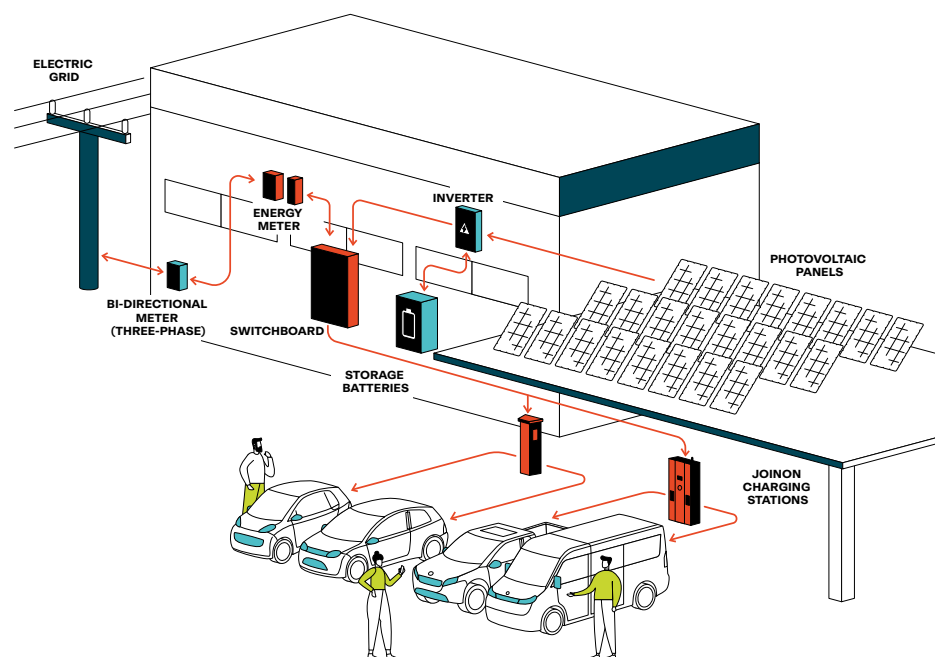 ELECTRIC
GRID
INVERTER
ENERGY
METER
PHOTOVOLTAIC
PANELS
BI-DIRECTIONAL
METER
(THREE-PHASE)
SWITCHBOARD
STORAGE
BATTERIES
JOINON
CHARGING
STATIONS